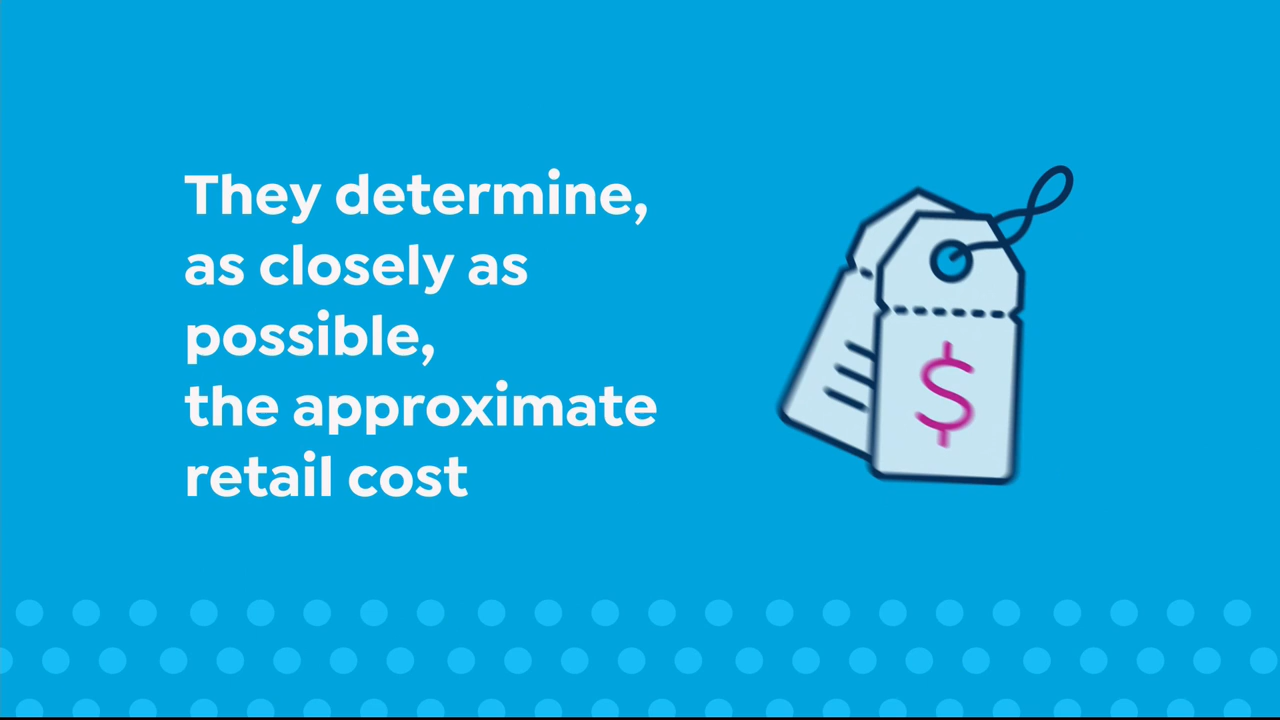 They determine,
as closely as
possible,
the approximate
retail cost
$